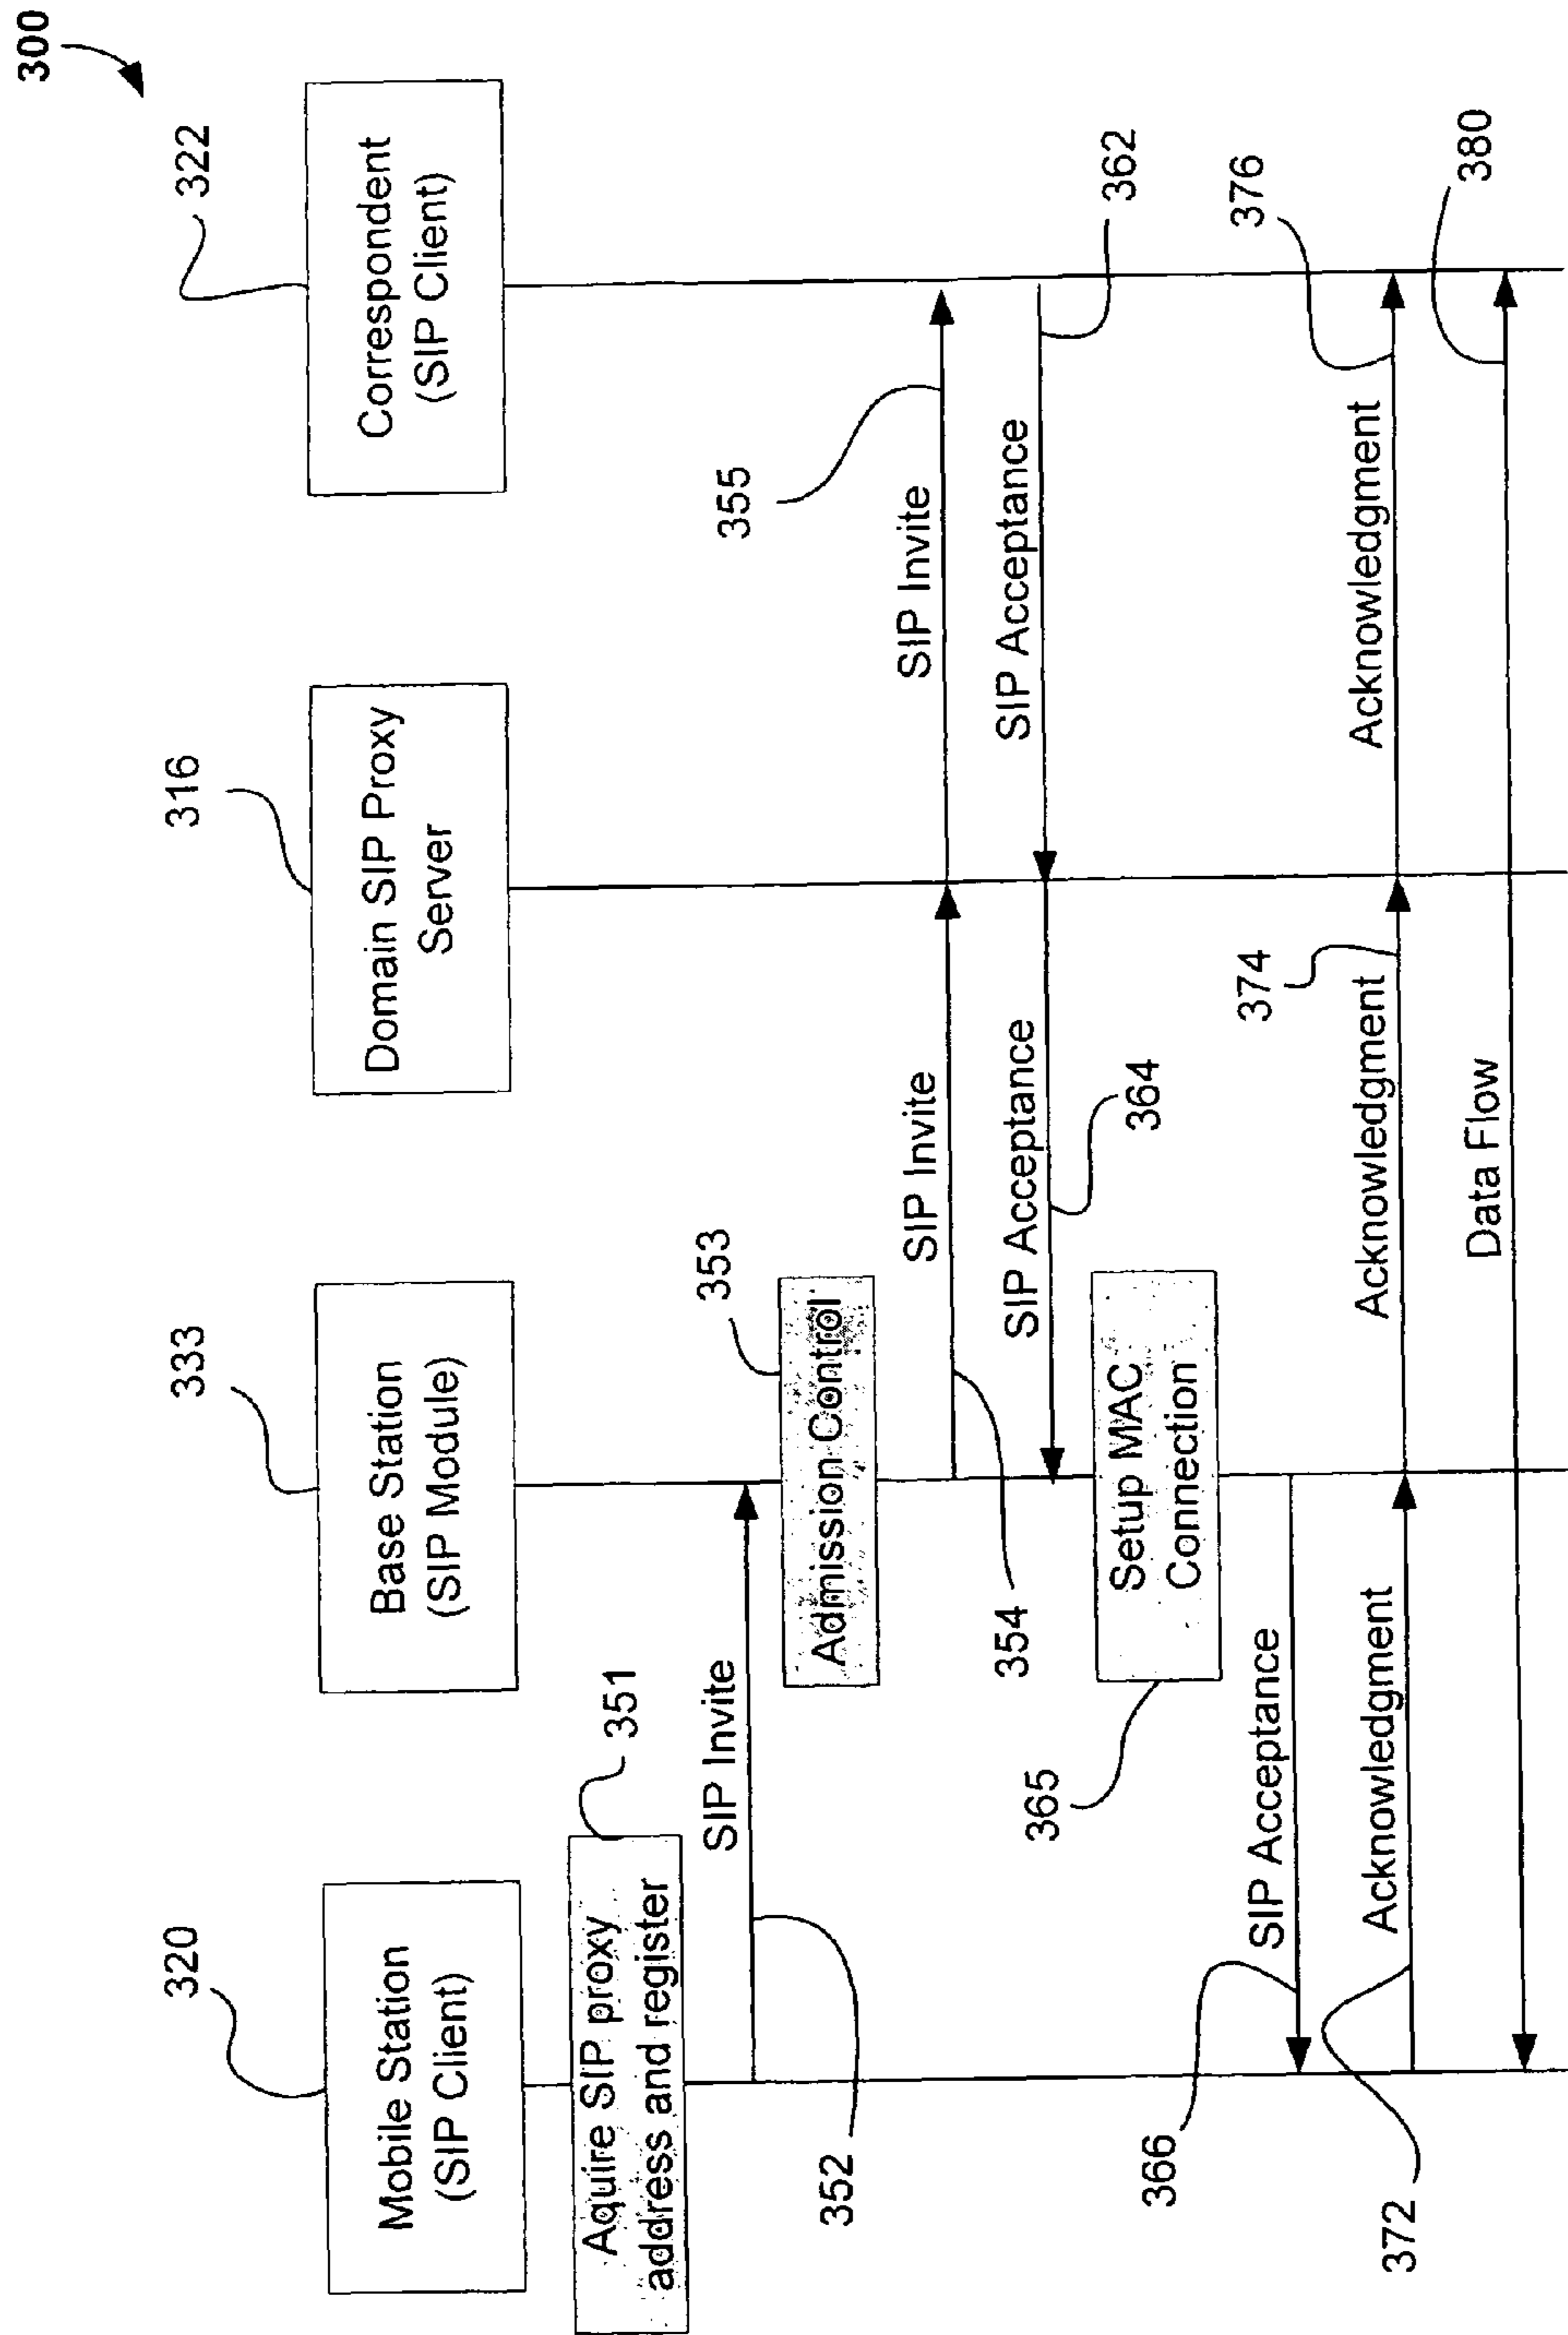 300
320
333
316
322
Mobile Station
(SIP Client)
Base Station
(SIP Module)
Domain SIP Proxy
Server
Correspondent
(SIP Client)
351
Aquire SIP proxy
address and register
SIP Invite
352
353
Admission Control
SIP Invite
354
SIP Invite
355
SIP Acceptance
362
SIP Acceptance
364
Setup MAC
Connection
365
SIP Acceptance
366
Acknowledgment
372
Acknowledgment
374
Acknowledgment
376
Data Flow
380